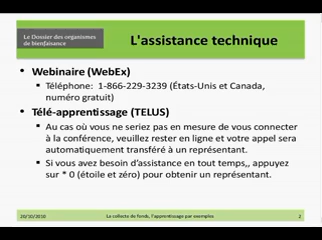 Le Dossier des organismes
de bienfaisance
L'assistance technique
• Webinaire (WebEx)
• Téléphone: 1-866-229-3239 (États-Unis et Canada,
numéro gratuit)
• Télé-apprentissage (TELUS)
• Au cas où vous ne seriez pas en mesure de vous connecter
à la conférence, veuillez rester en ligne et votre appel sera
automatiquement transféré à un représentant.
• Si vous avez besoin d'assistance en tout temps,, appuyez
sur * 0 (étoile et zéro) pour obtenir un représentant.
20/10/2010
La collecte de fonds, l'apprentissage par exemples
2